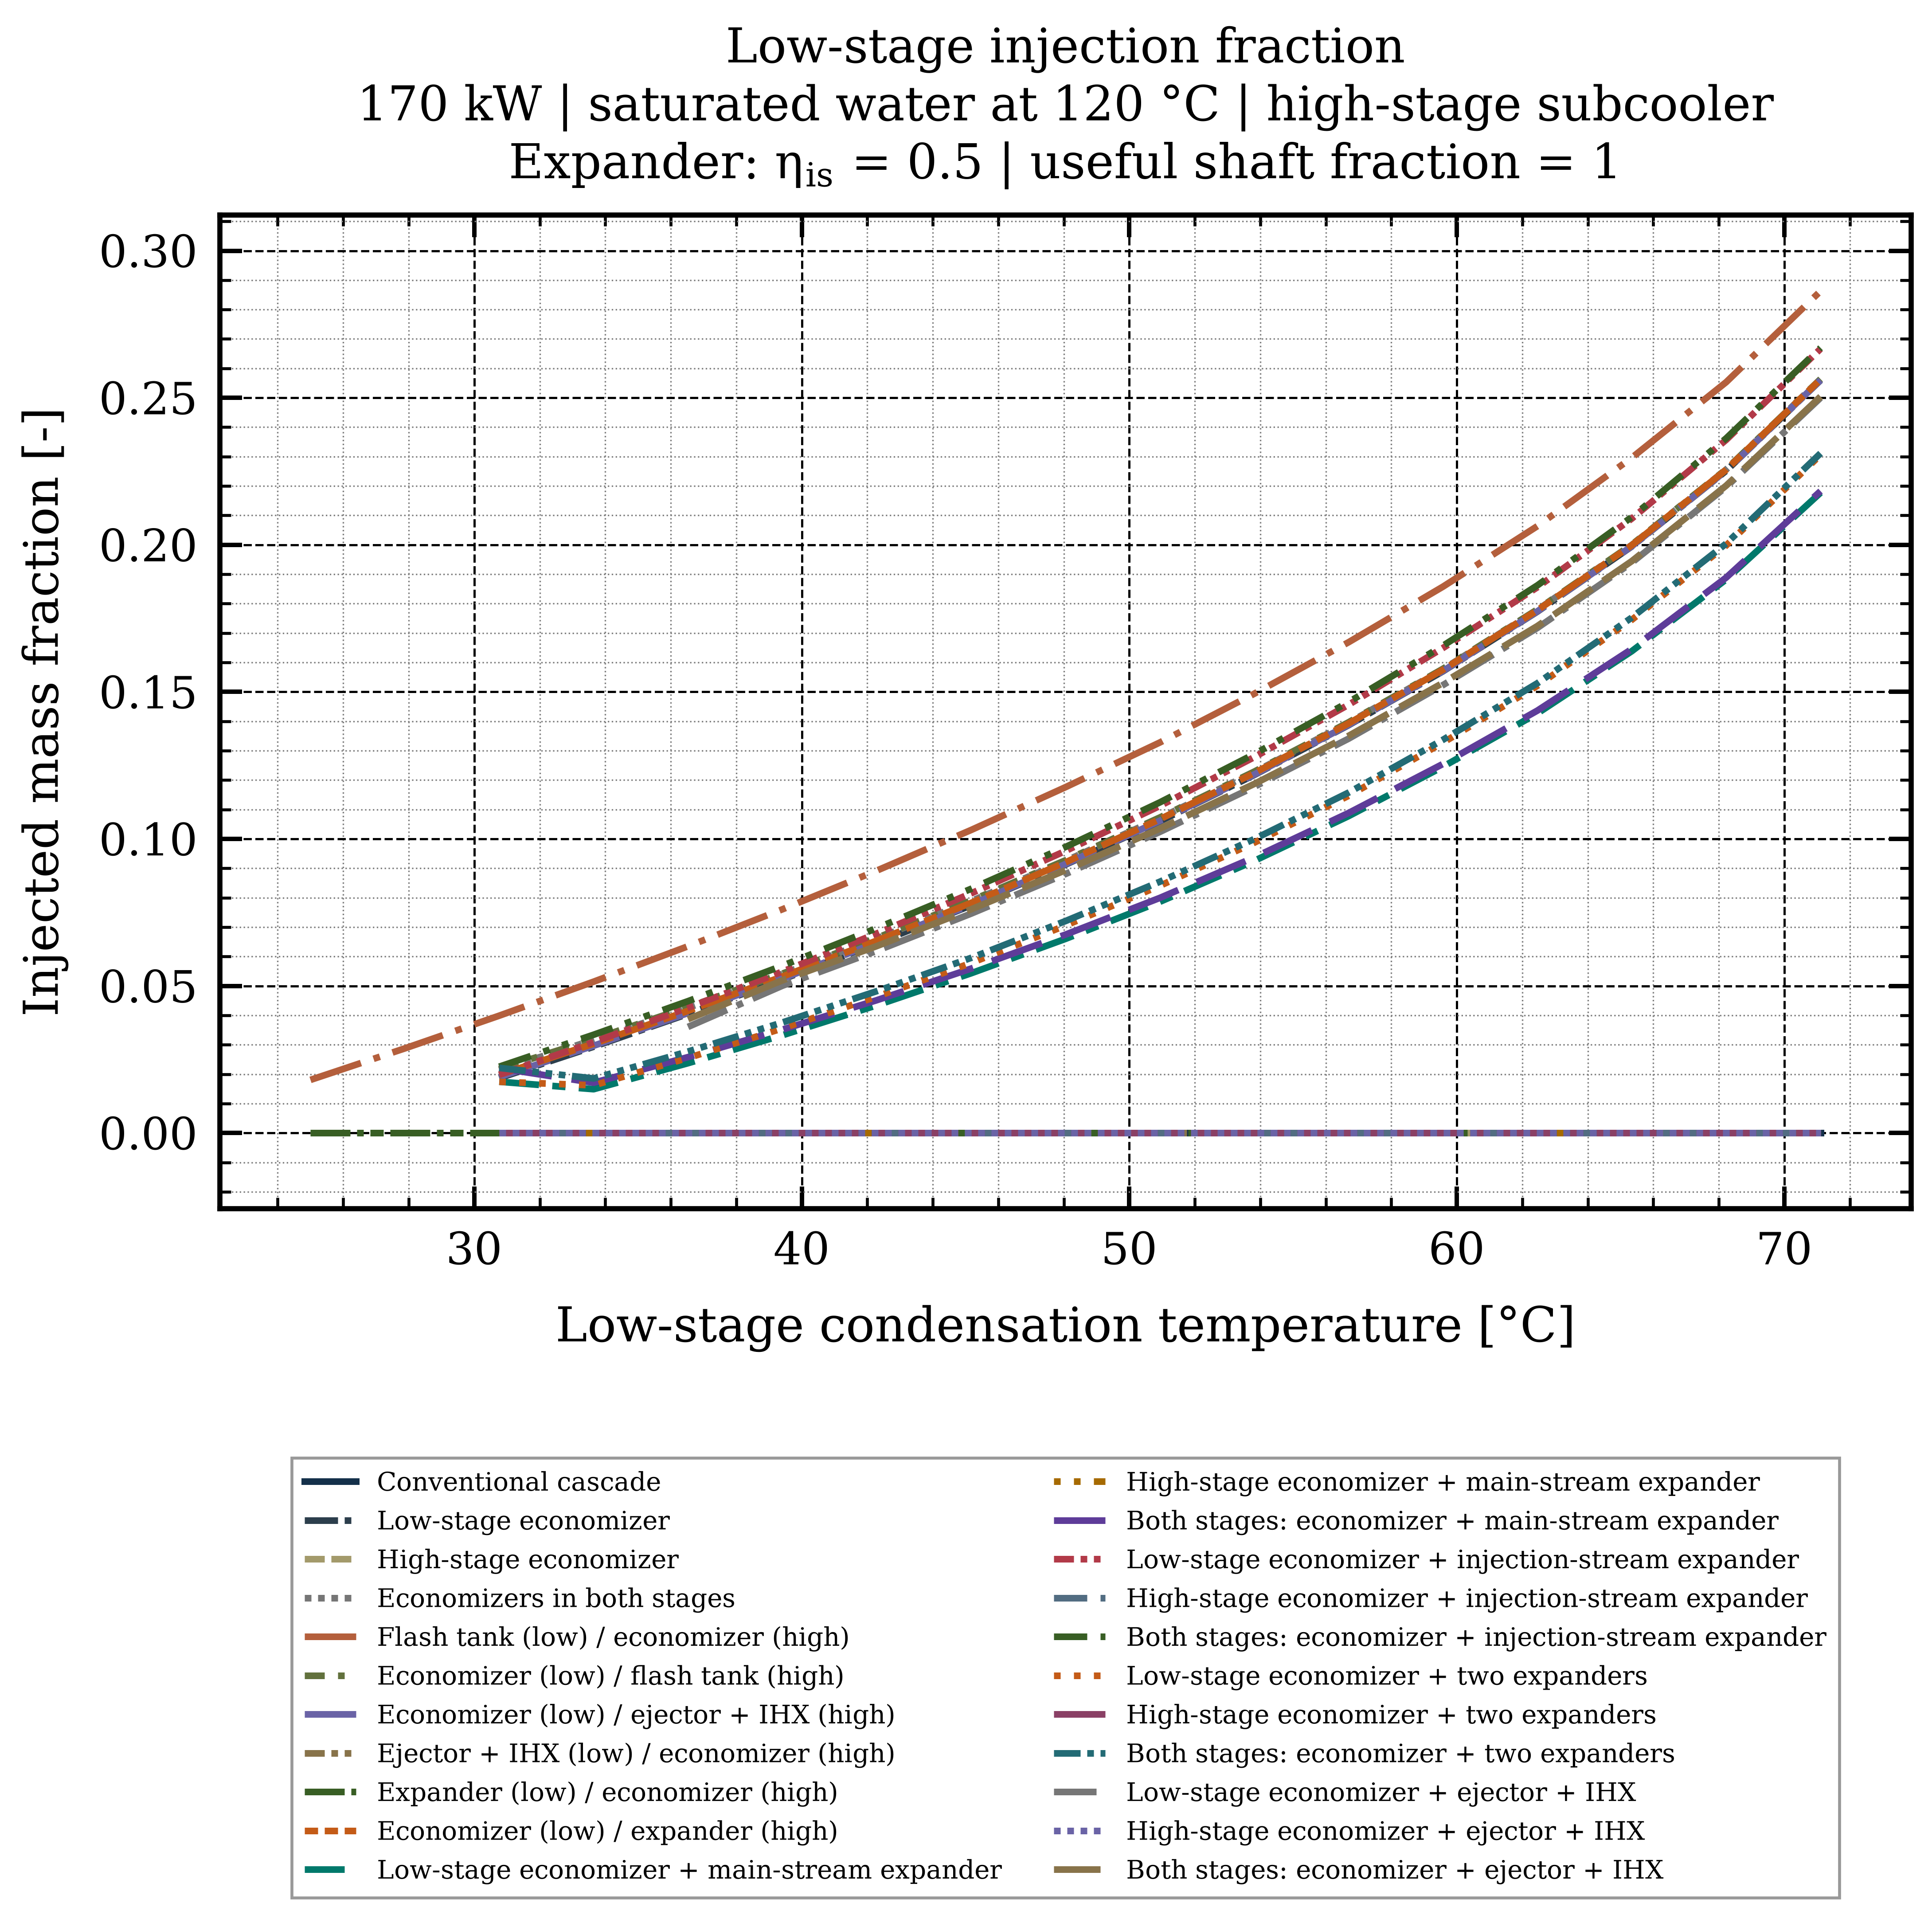 Low-stage injection fraction
170 kW | saturated water at 120 °C | high-stage subcooler
Expander: ηis = 0.5 | useful shaft fraction = 1
Injected mass fraction [-]
0.30
0.25
0.20
0.15
0.10
0.05
0.00
30
40
50
60
70
Low-stage condensation temperature [°C]
Conventional cascade
Low-stage economizer
High-stage economizer
Economizers in both stages
Flash tank (low) / economizer (high)
Economizer (low) / flash tank (high)
Economizer (low) / ejector + IHX (high)
Ejector + IHX (low) / economizer (high)
Expander (low) / economizer (high)
Economizer (low) / expander (high)
Low-stage economizer + main-stream expander
High-stage economizer + main-stream expander
Both stages: economizer + main-stream expander
Low-stage economizer + injection-stream expander
High-stage economizer + injection-stream expander
Both stages: economizer + injection-stream expander
Low-stage economizer + two expanders
High-stage economizer + two expanders
Both stages: economizer + two expanders
Low-stage economizer + ejector + IHX
High-stage economizer + ejector + IHX
Both stages: economizer + ejector + IHX